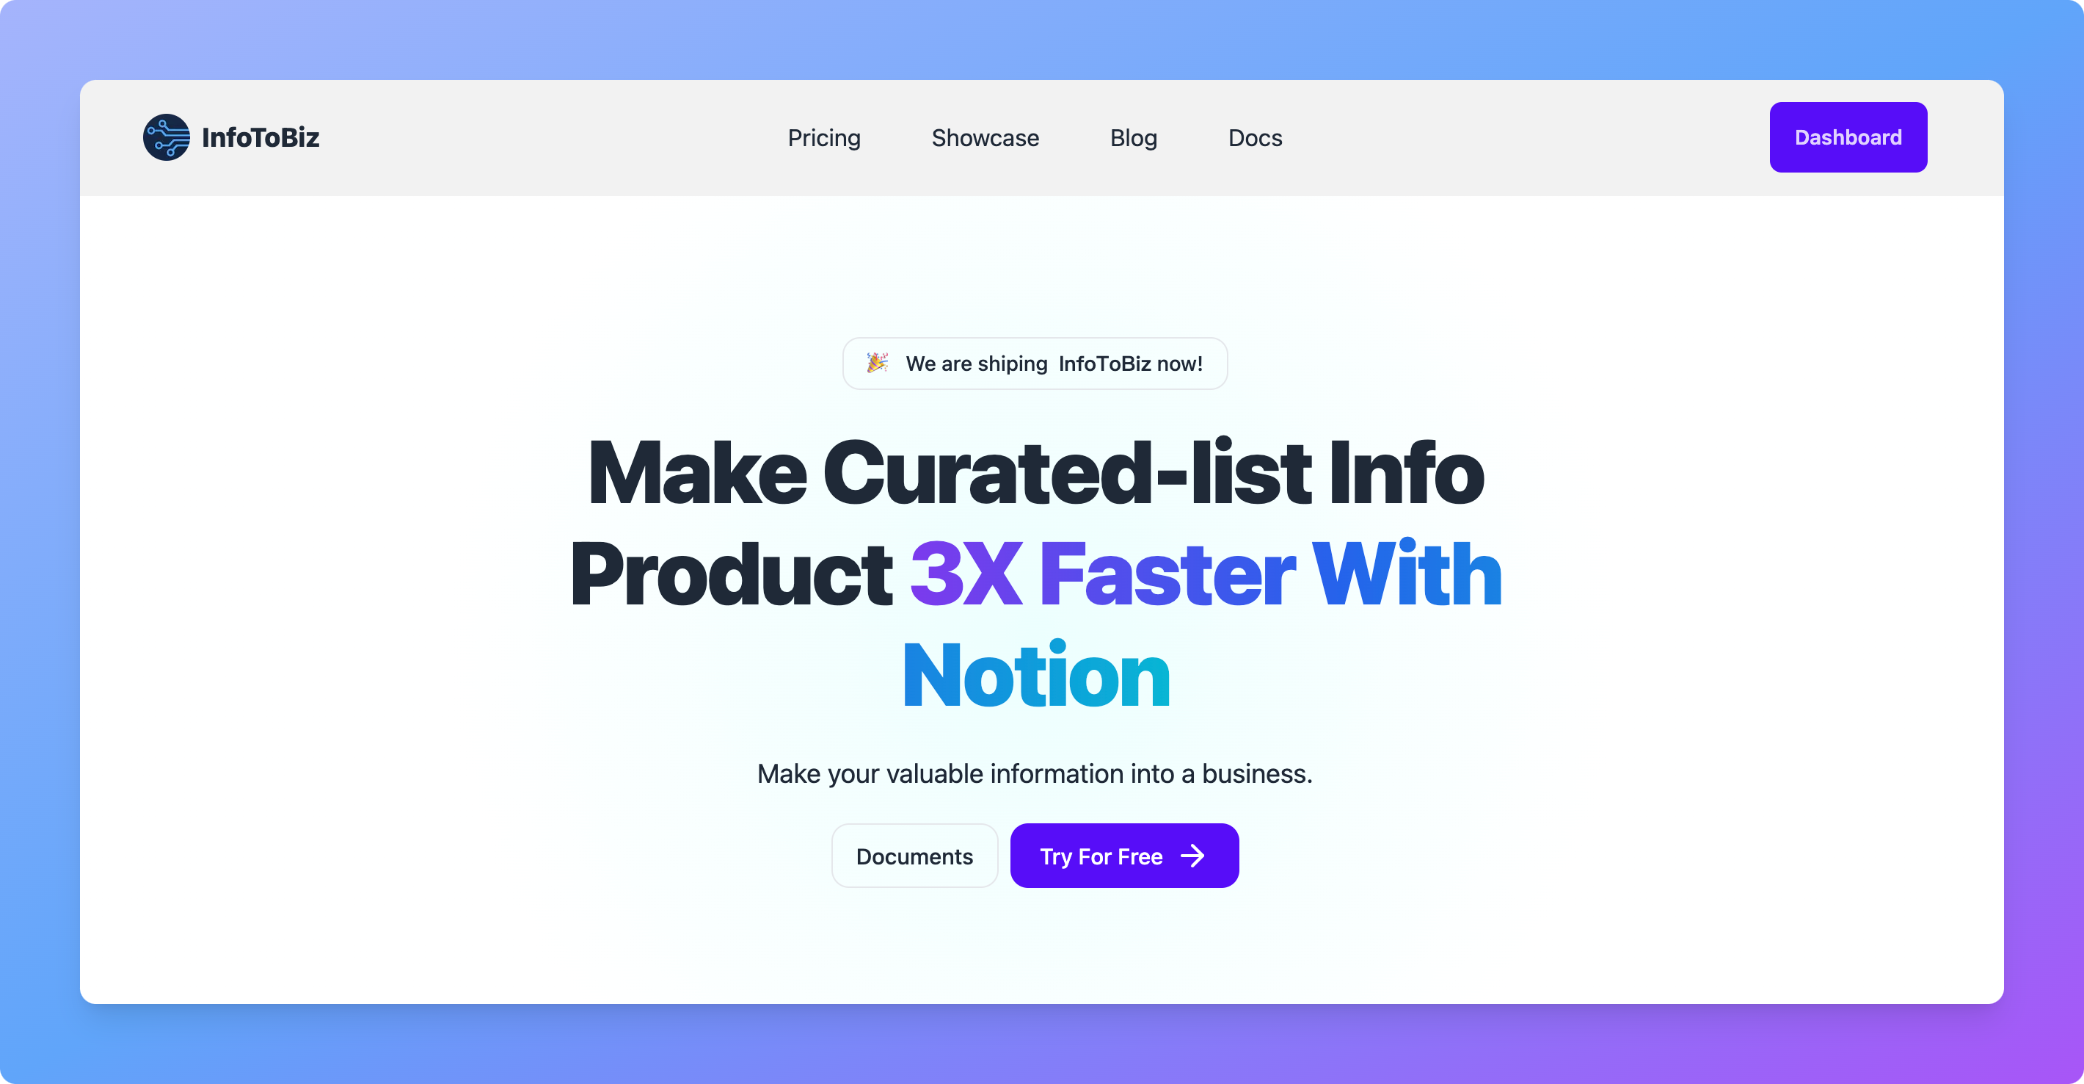 InfoToBiz
Pricing
Showcase
Blog
Docs
Dashboard
🎉 We are shiping InfoToBiz now!
Make Curated-list Info
Product 3X Faster With
Notion
Make your valuable information into a business.
Documents
Try For Free →